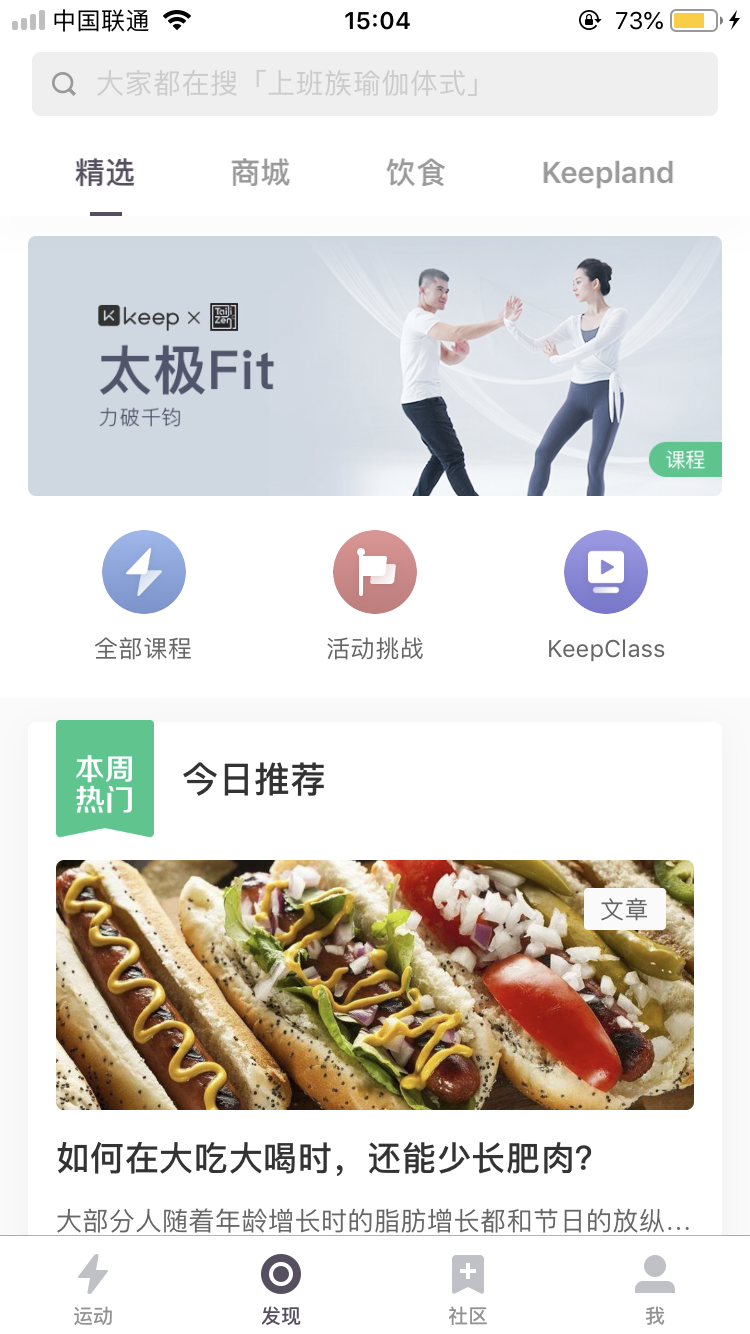 中国联通
15:04
73%
大家都在搜「上班族瑜伽体式」
精选
商城
饮食
Keepland
keep × Taiji Zen
太极Fit
力破千钧
课程
全部课程
活动挑战
KeepClass
本周
热门
今日推荐
文章
如何在大吃大喝时，还能少长肥肉?
大部分人随着年龄增长时的脂肪增长都和节日的放纵...
运动
发现
社区
我